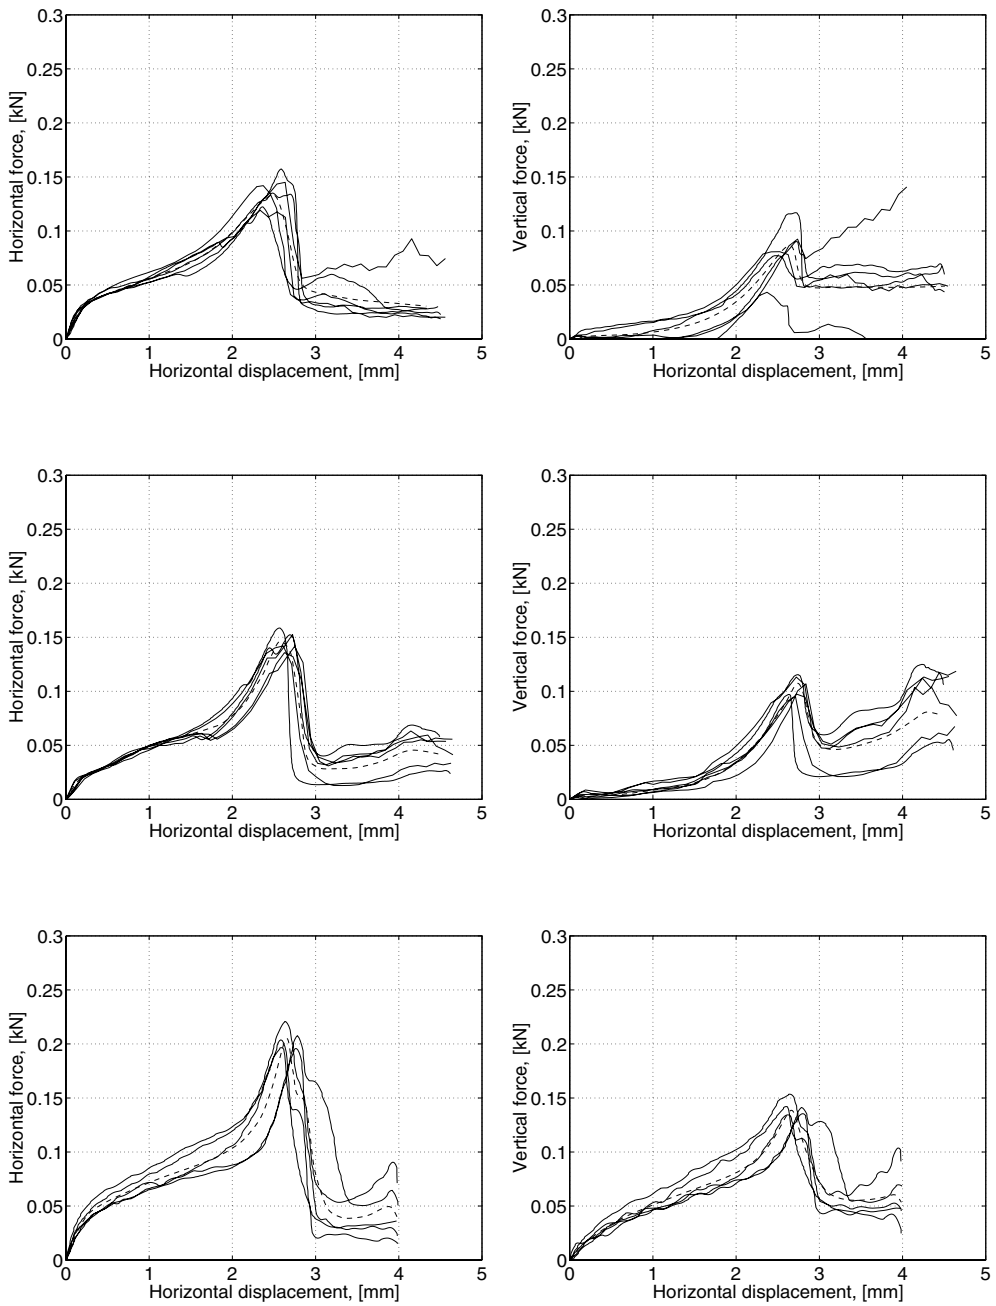 0.3
0.25
0.2
0.15
0.1
0.05
0
0 1 2 3 4 5
Horizontal displacement, [mm]
Horizontal force, [kN]
0.3
0.25
0.2
0.15
0.1
0.05
0
0 1 2 3 4 5
Horizontal displacement, [mm]
Vertical force, [kN]
0.3
0.25
0.2
0.15
0.1
0.05
0
0 1 2 3 4 5
Horizontal displacement, [mm]
Horizontal force, [kN]
0.3
0.25
0.2
0.15
0.1
0.05
0
0 1 2 3 4 5
Horizontal displacement, [mm]
Vertical force, [kN]
0.3
0.25
0.2
0.15
0.1
0.05
0
0 1 2 3 4 5
Horizontal displacement, [mm]
Horizontal force, [kN]
0.3
0.25
0.2
0.15
0.1
0.05
0
0 1 2 3 4 5
Horizontal displacement, [mm]
Vertical force, [kN]